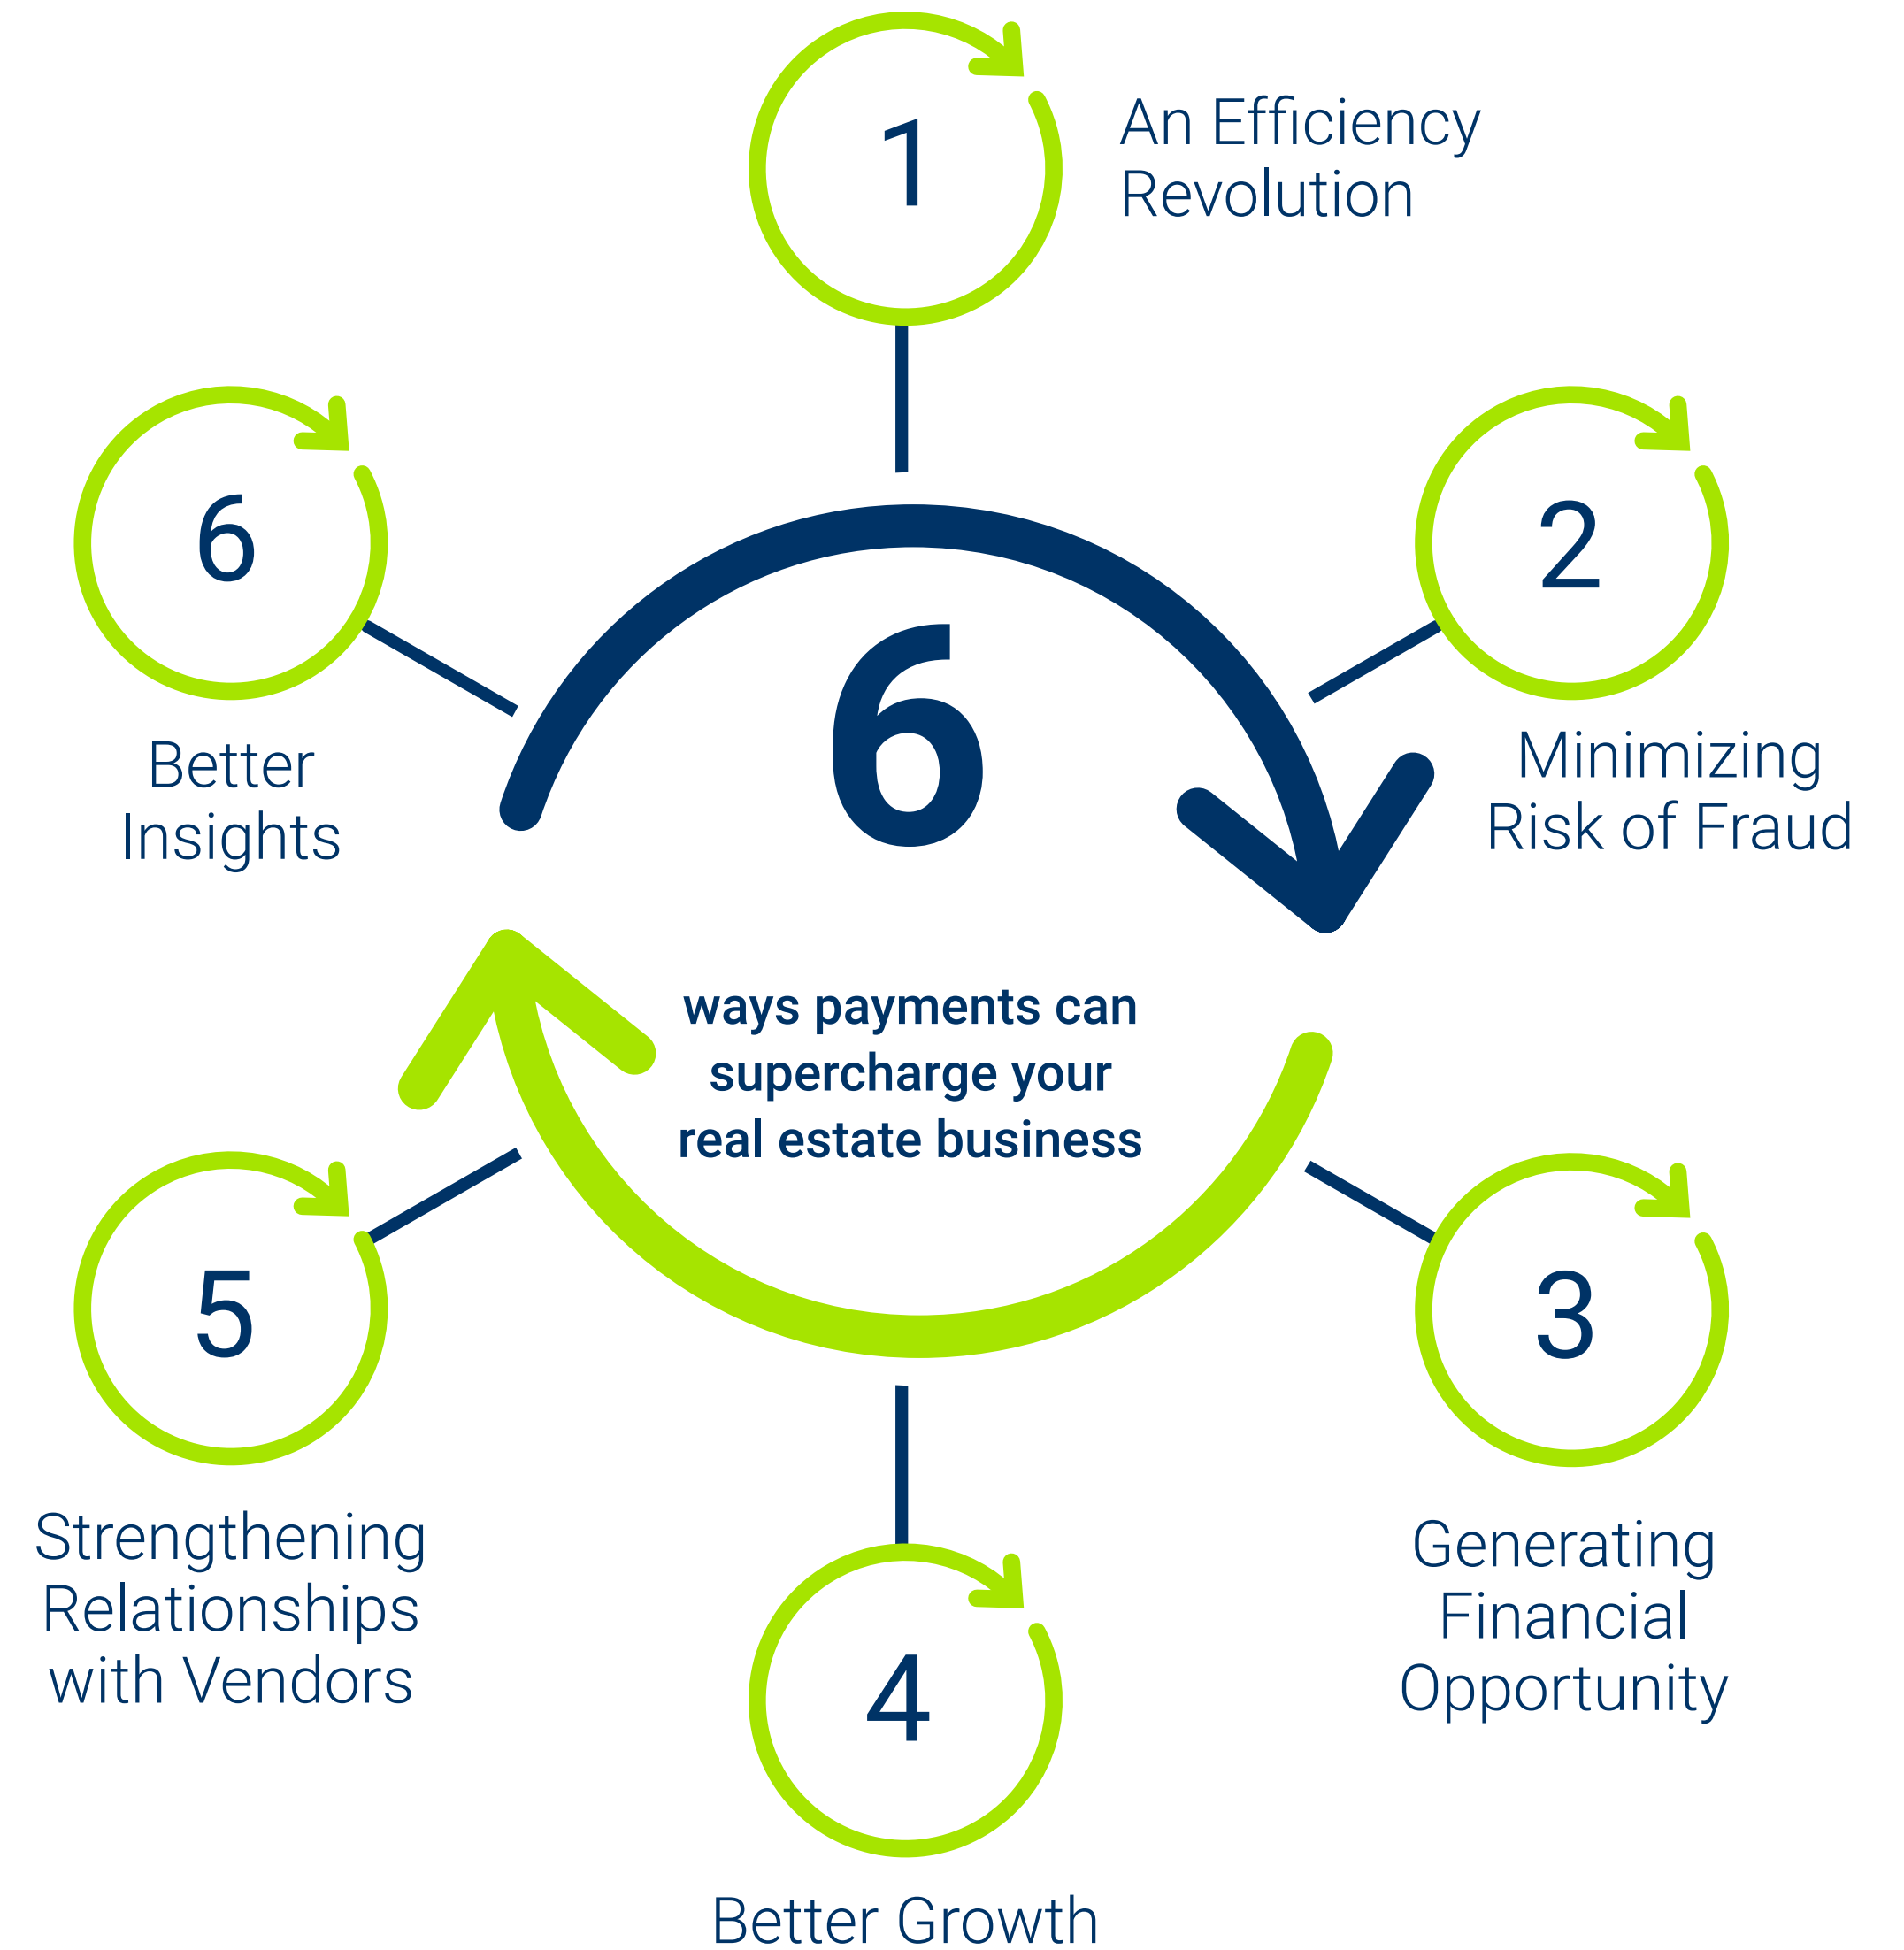 1
An Efficiency
Revolution
2
Minimizing
Risk of Fraud
3
Generating
Financial
Opportunity
4
Better Growth
5
Strengthening
Relationships
with Vendors
6
Better
Insights
6
ways payments can
supercharge your
real estate business